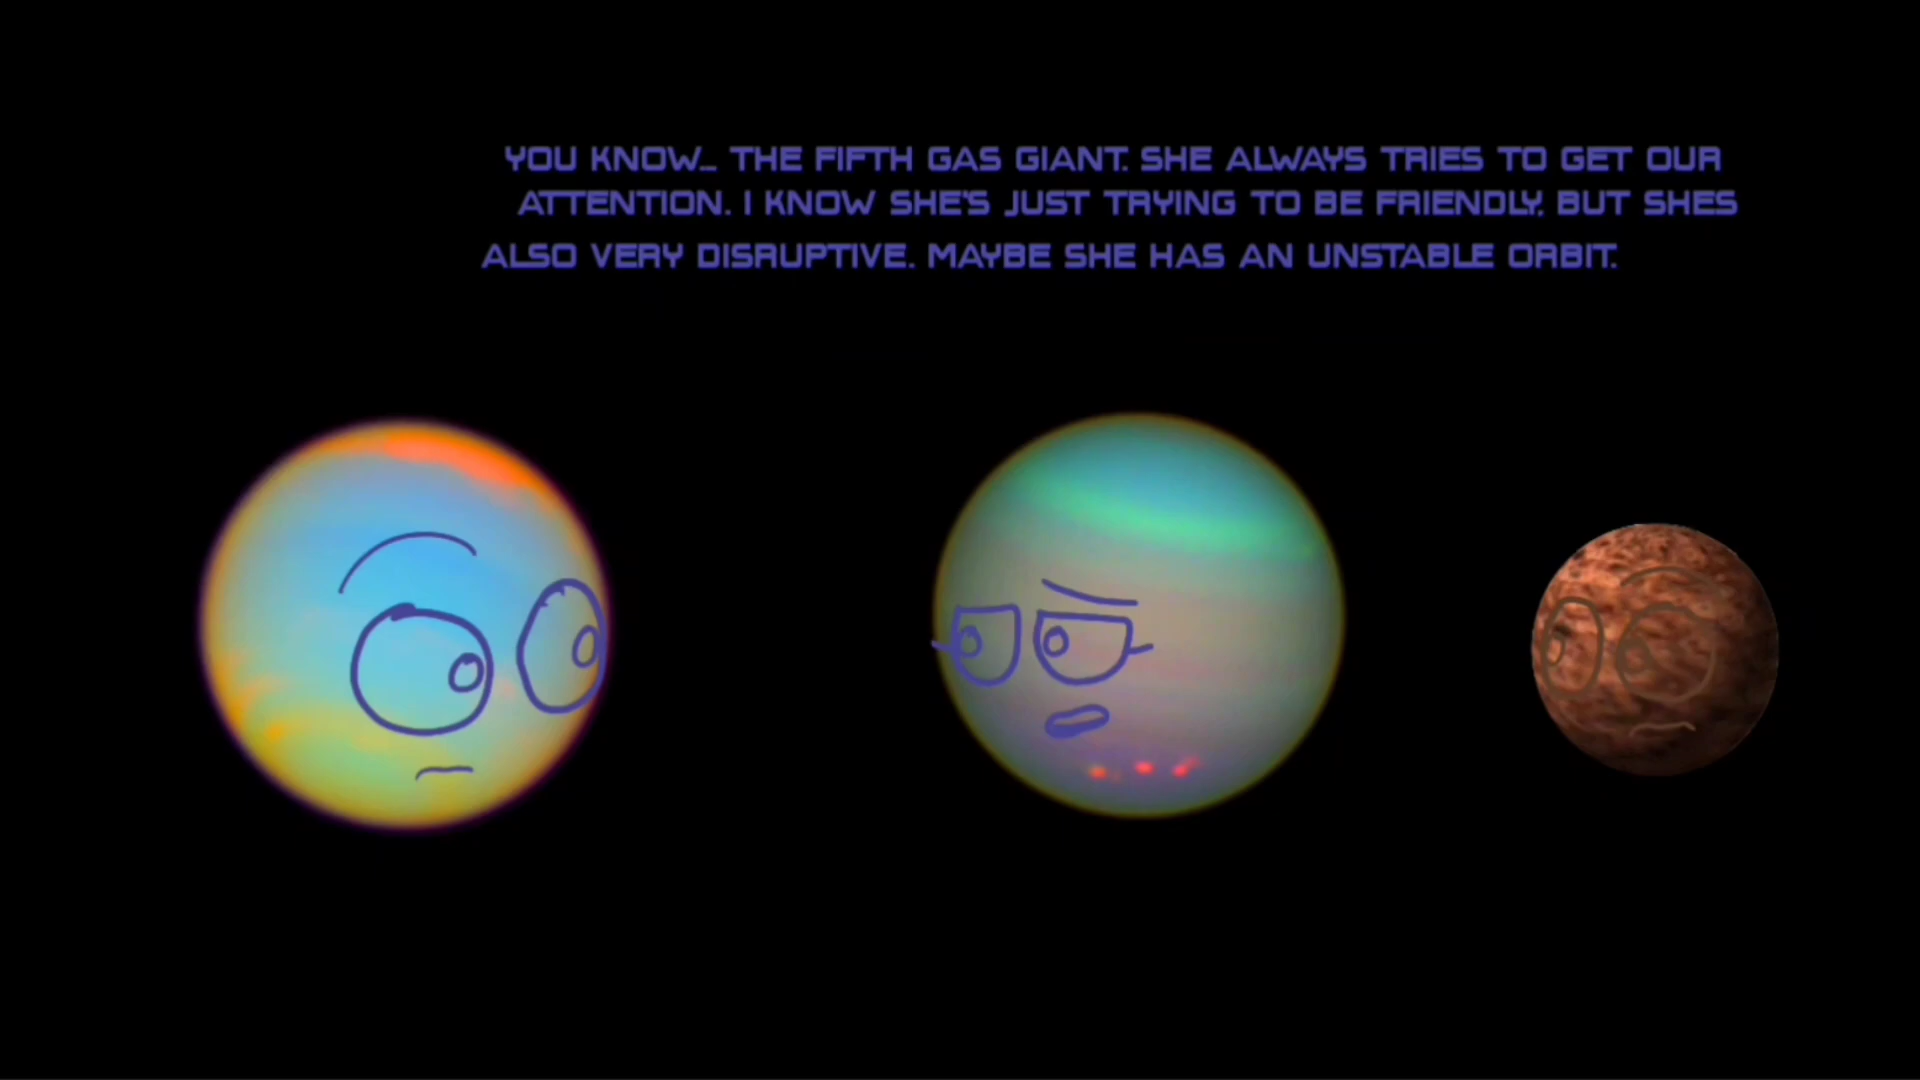 YOU KNOW... THE FIFTH GAS GIANT. SHE ALWAYS TRIES TO GET OUR
ATTENTION. I KNOW SHE'S JUST TRYING TO BE FRIENDLY, BUT SHES
ALSO VERY DISRUPTIVE. MAYBE SHE HAS AN UNSTABLE ORBIT.